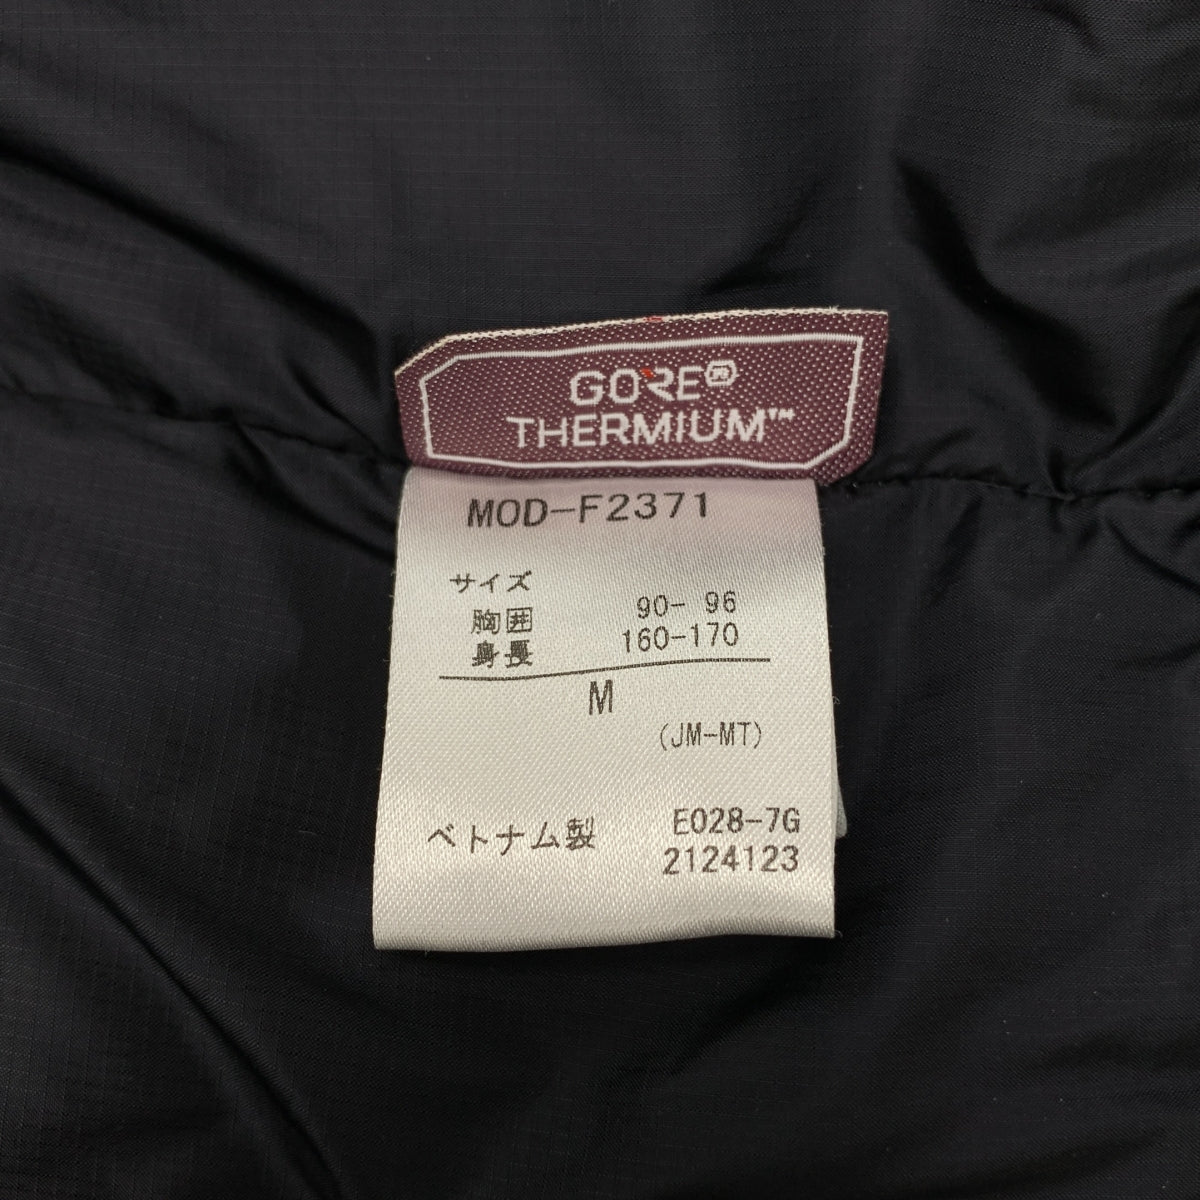 GORE®
THERMIUM™
MOD-F2371
サイズ
胸囲 90- 96
身長 160-170
M
(JM-MT)
ベトナム製 E028-7G
2124123